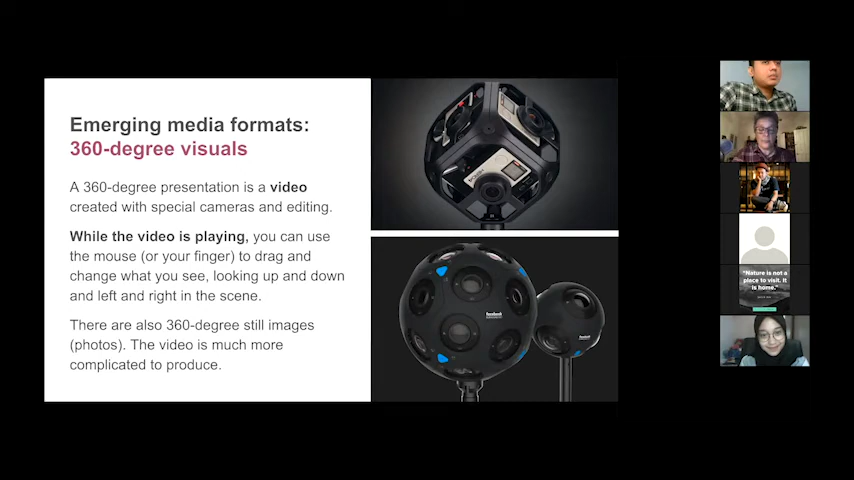 Emerging media formats:
360-degree visuals
A 360-degree presentation is a video
created with special cameras and editing.
While the video is playing, you can use
the mouse (or your finger) to drag and
change what you see, looking up and down
and left and right in the scene.
There are also 360-degree still images
(photos). The video is much more
complicated to produce.
facebook
"Nature is not a
place to visit. It
is home."